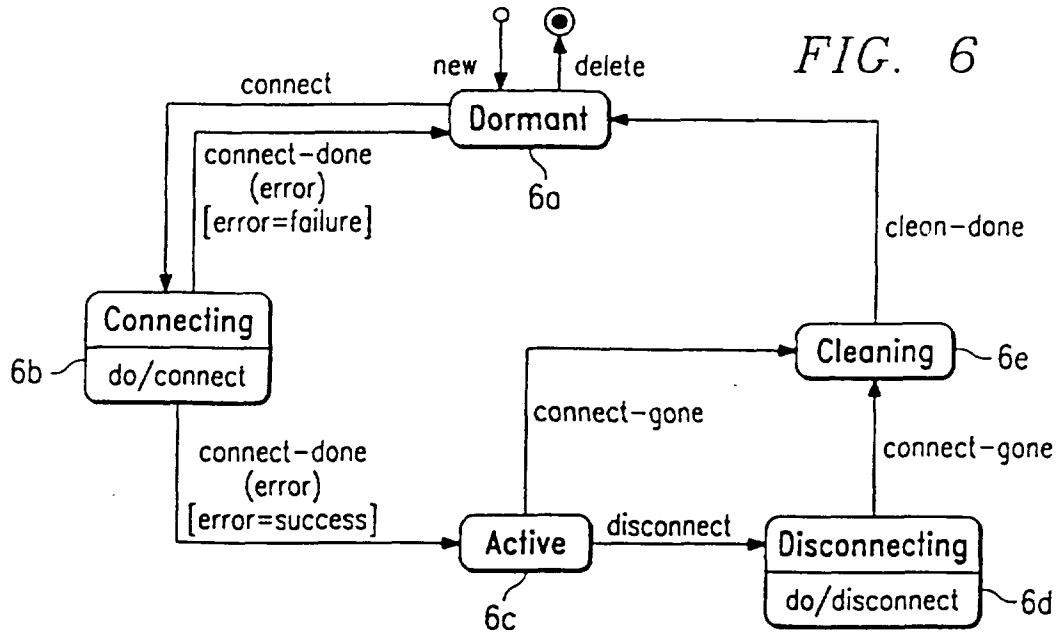 FIG. 6
new
delete
connect
Dormant
6a
connect-done
(error)
[error=failure]
clean-done
Connecting
do/connect
6b
Cleaning
6e
connect-gone
connect-gone
connect-done
(error)
[error=success]
Active
6c
disconnect
Disconnecting
do/disconnect
6d